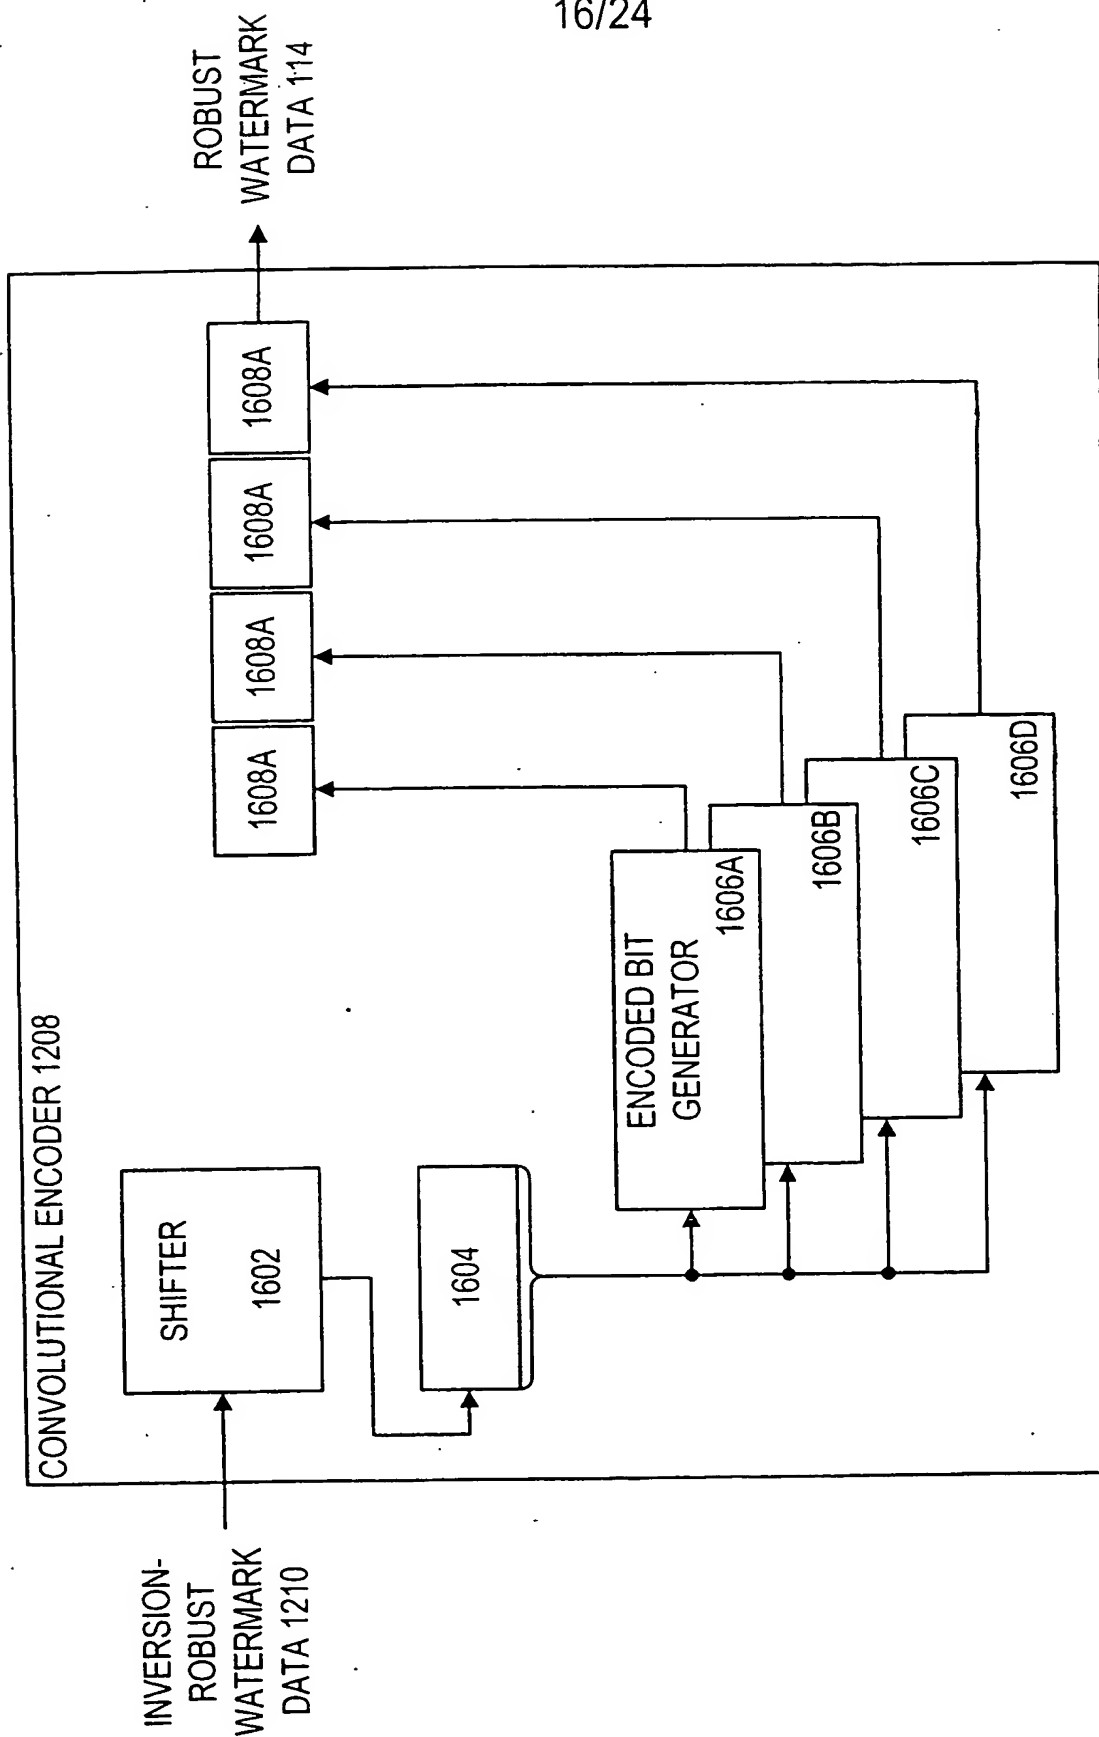 16/24
CONVOLUTIONAL ENCODER 1208
INVERSION-
ROBUST
WATERMARK
DATA 1210
SHIFTER
1602
1604
ENCODED BIT
GENERATOR
1606A
1606B
1606C
1606D
1608A
1608A
1608A
1608A
ROBUST
WATERMARK
DATA 114